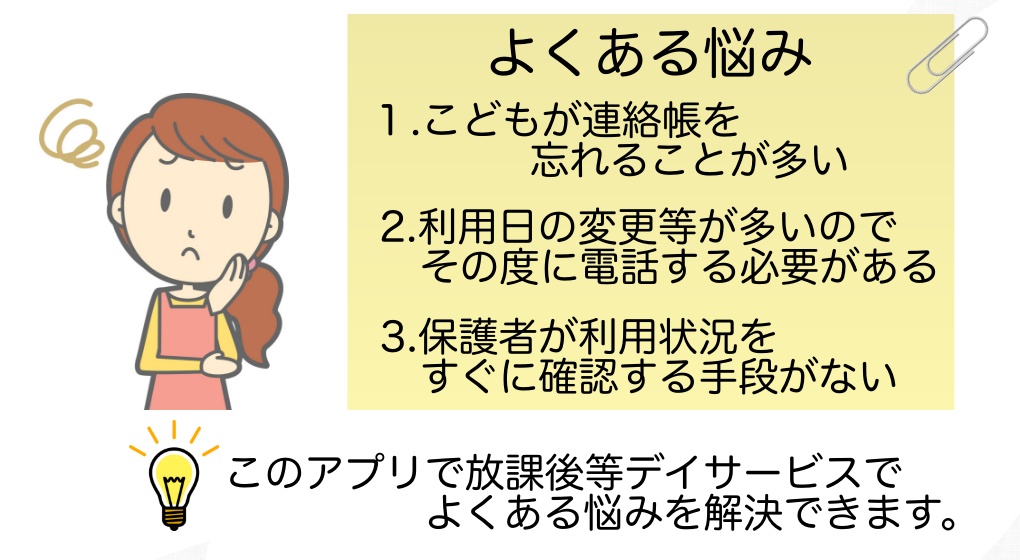 よくある悩み
1.こどもが連絡帳を
忘れることが多い
2.利用日の変更等が多いので
その度に電話する必要がある
3.保護者が利用状況を
すぐに確認する手段がない
このアプリで放課後等デイサービスで
よくある悩みを解決できます。